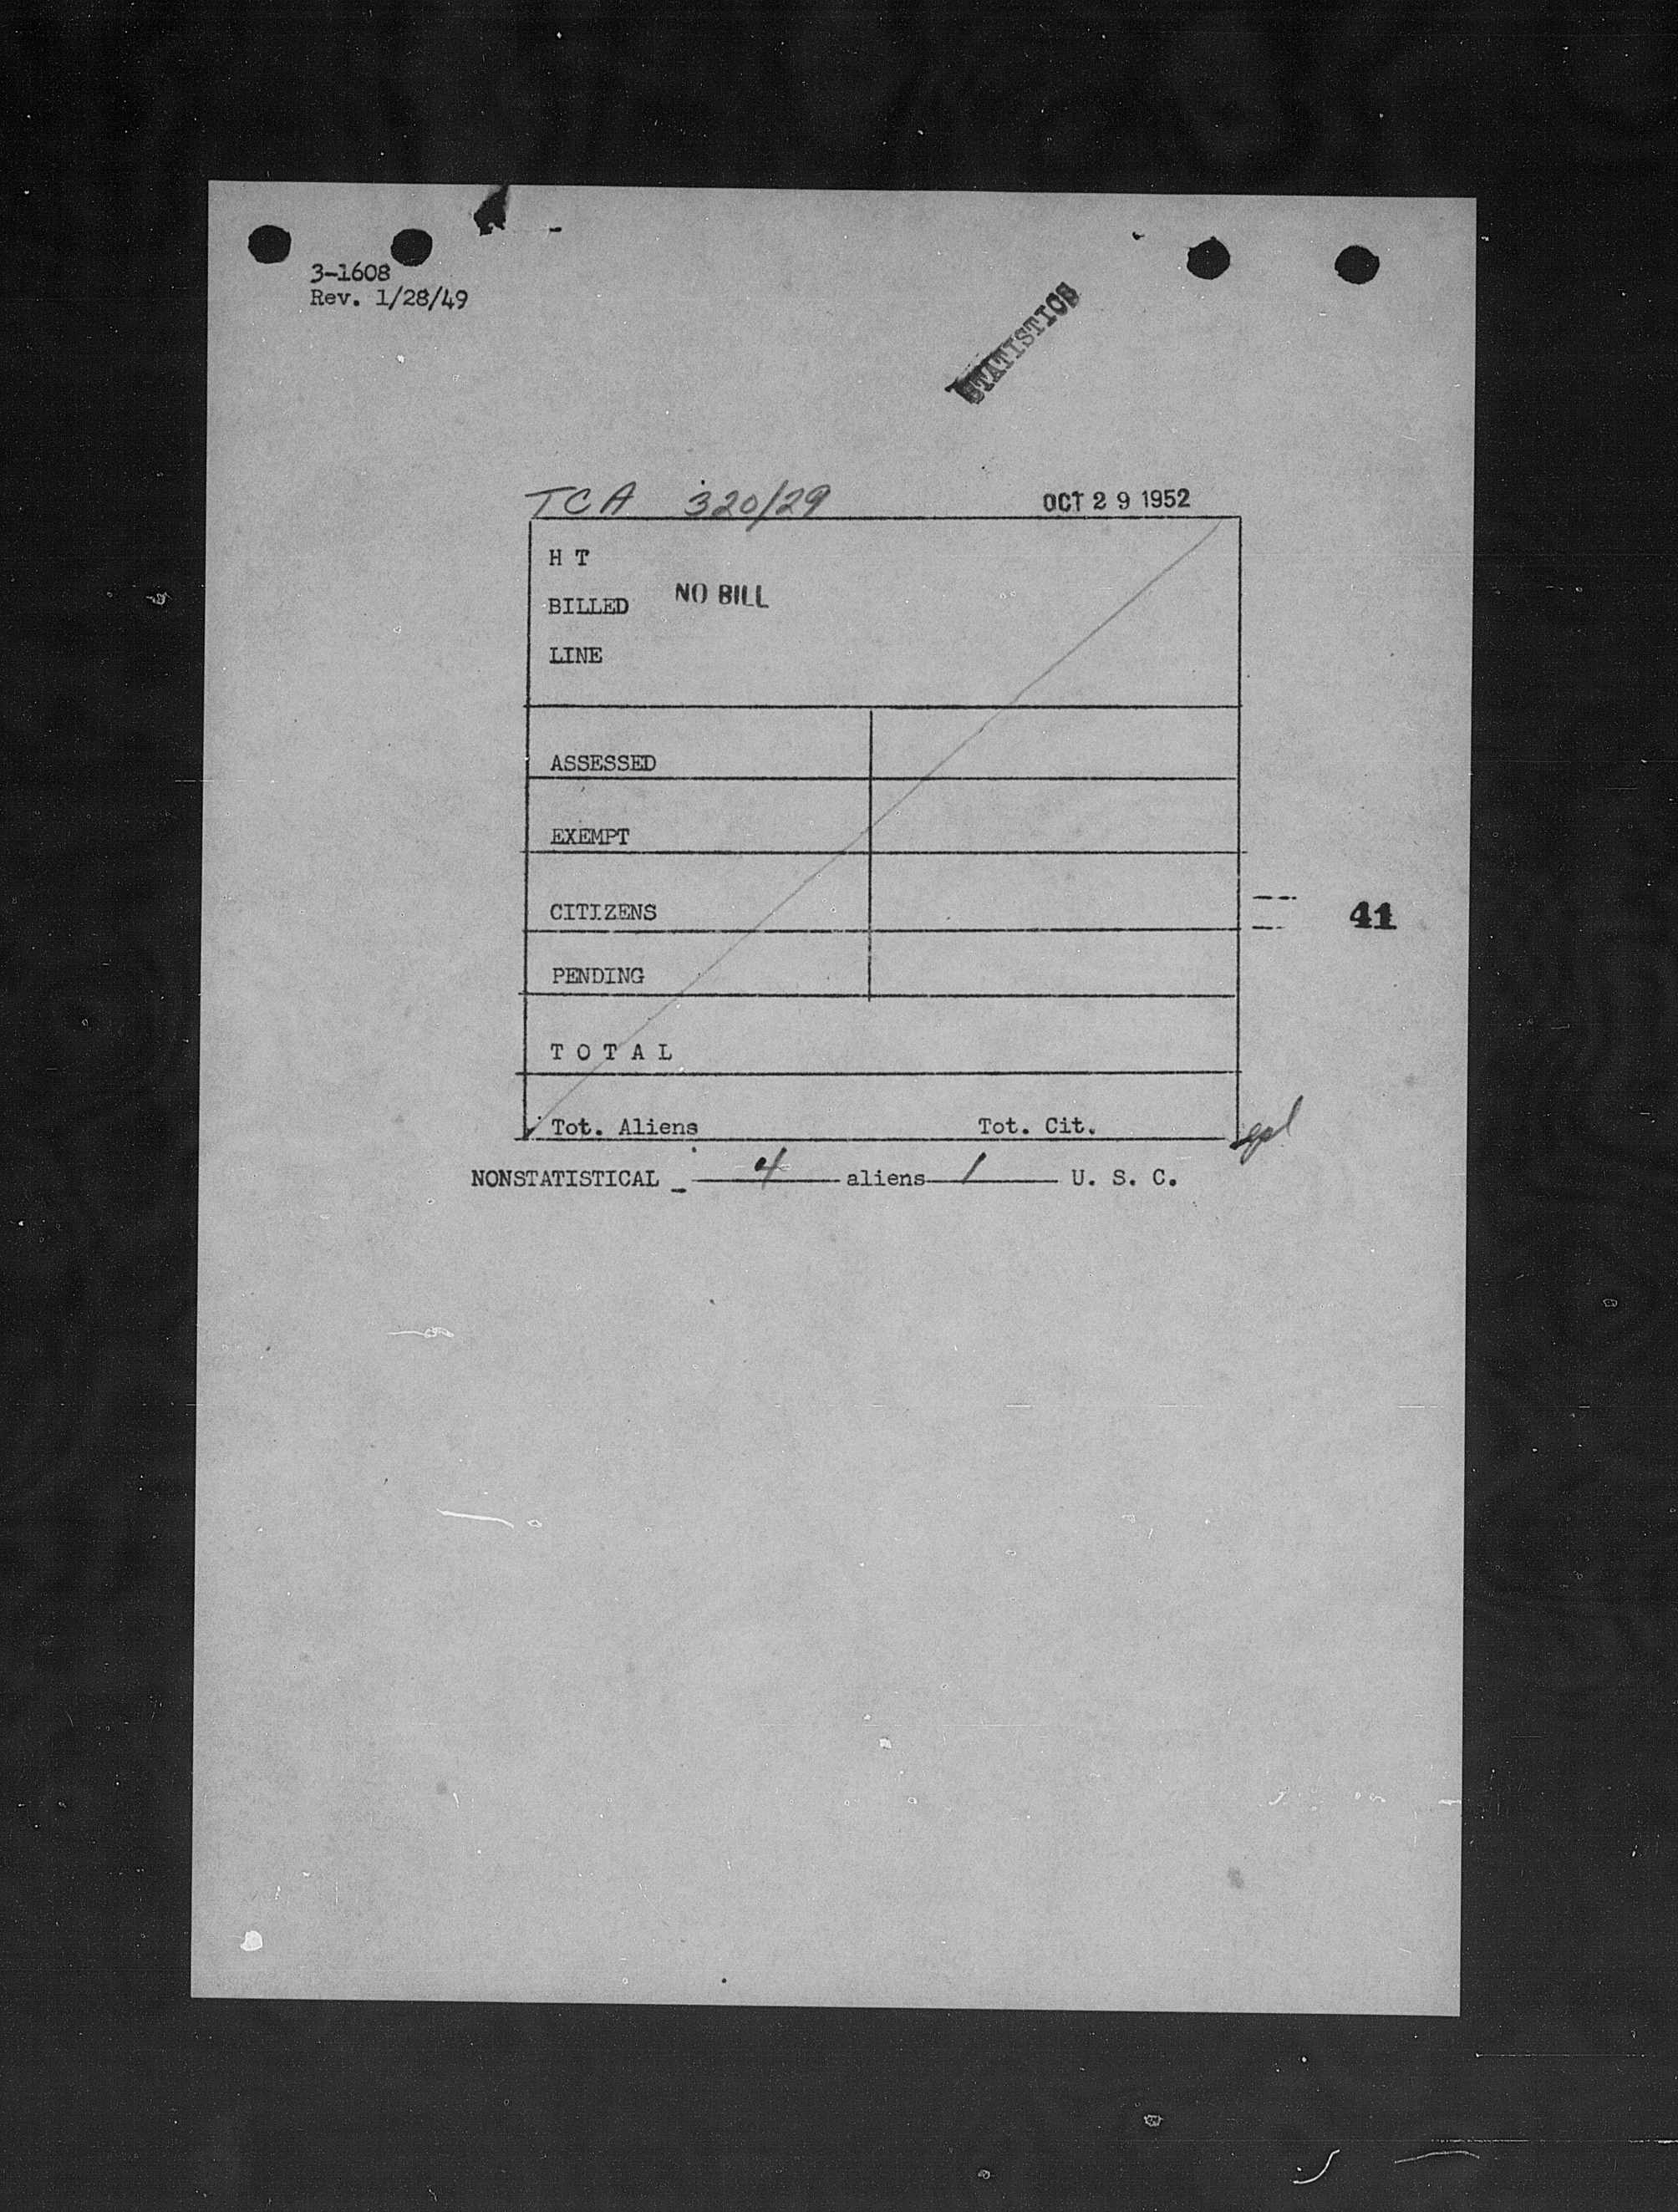 3-1608
Rev. 1/28/49
STATISTICS
TCA 320/29 OCT 29 1952
H T
BILLED NO BILL
LINE
ASSESSED
EXEMPT
CITIZENS 41
PENDING
T O T A L
Tot. Aliens Tot. Cit.
NONSTATISTICAL - 4 aliens 1 U. S. C.